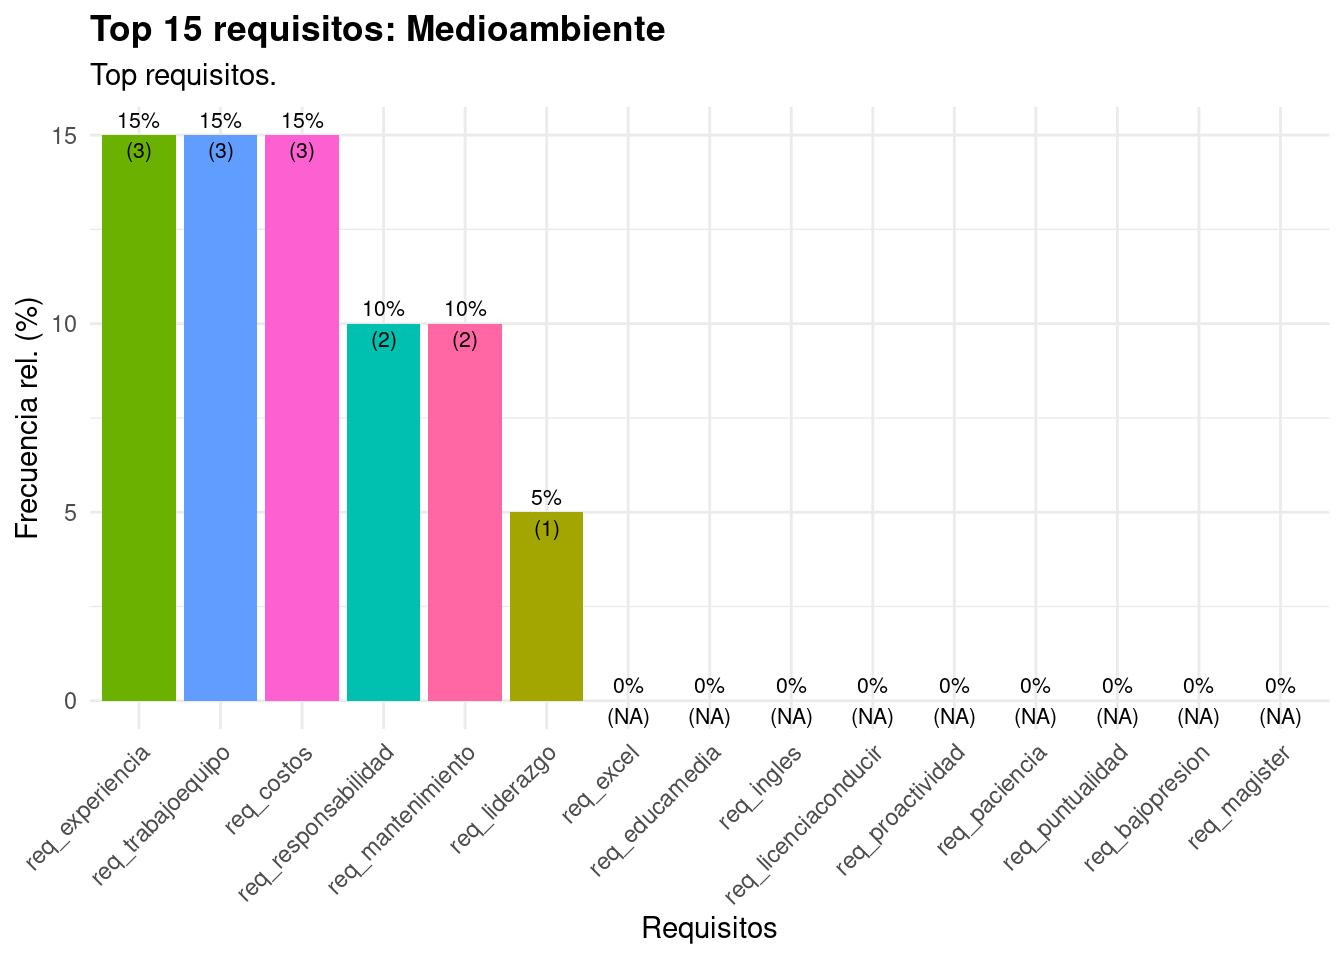 Top 15 requisitos: Medioambiente
Top requisitos.
Frecuencia rel. (%)
15
10
5
0
15%
(3)
15%
(3)
15%
(3)
10%
(2)
10%
(2)
5%
(1)
0%
(NA)
0%
(NA)
0%
(NA)
0%
(NA)
0%
(NA)
0%
(NA)
0%
(NA)
0%
(NA)
0%
(NA)
req_experiencia
req_trabajoequipo
req_costos
req_responsabilidad
req_mantenimiento
req_liderazgo
req_excel
req_educamedia
req_ingles
req_licenciaconducir
req_proactividad
req_paciencia
req_puntualidad
req_bajopresion
req_magister
Requisitos